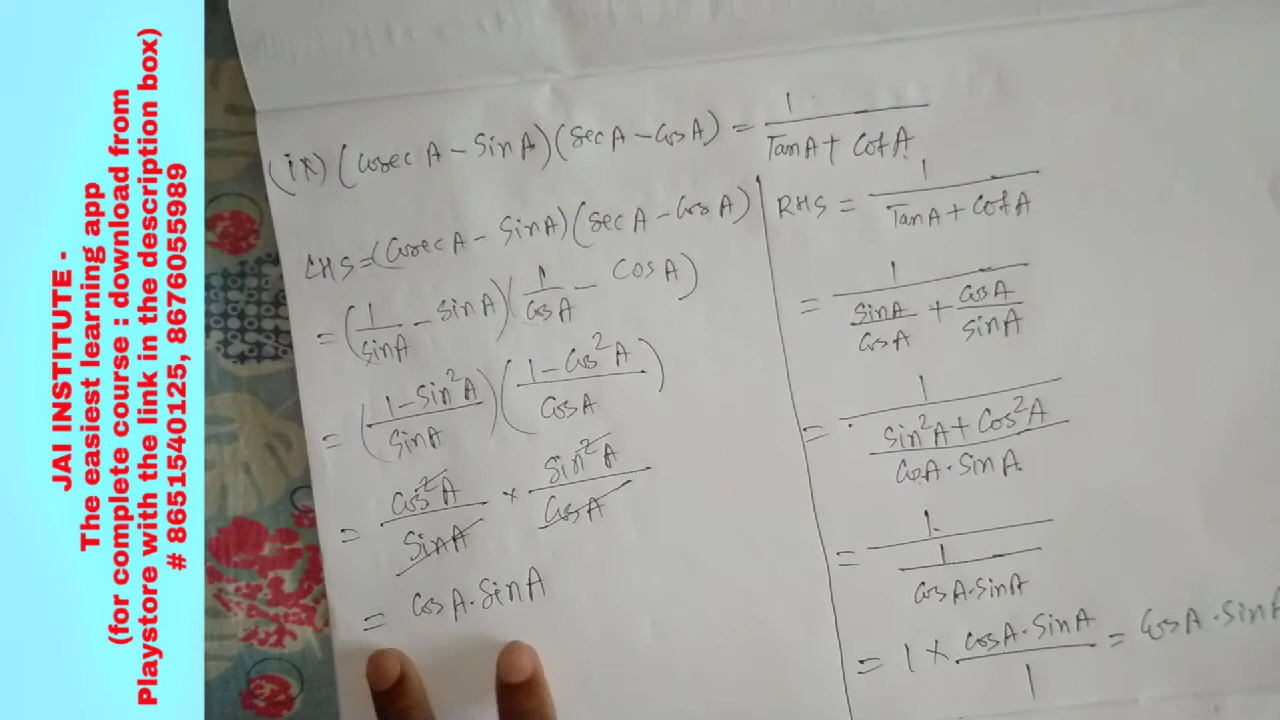 JAI INSTITUTE -
The easiest learning app
(for complete course : download from
Playstore with the link in the description box)
# 8651540125, 8676055989
(ix) (cosec A - Sin A)(sec A - Cos A) = 1 / (Tan A + Cot A)
LHS = (Cosec A - Sin A)(sec A - Cos A)
= (1/sin A - sin A)(1/Cos A - Cos A)
= ((1 - Sin²A)/Sin A)((1 - Cos²A)/Cos A)
= Cos²A/Sin A × Sin²A/Cos A
= Cos A · Sin A
RHS = 1 / (Tan A + Cot A)
= 1 / (Sin A/Cos A + Cos A/Sin A)
= 1 / ((Sin²A + Cos²A)/(Cos A · Sin A))
= 1 / (1/(Cos A · Sin A))
= 1 × (Cos A · Sin A)/1 = Cos A · Sin A